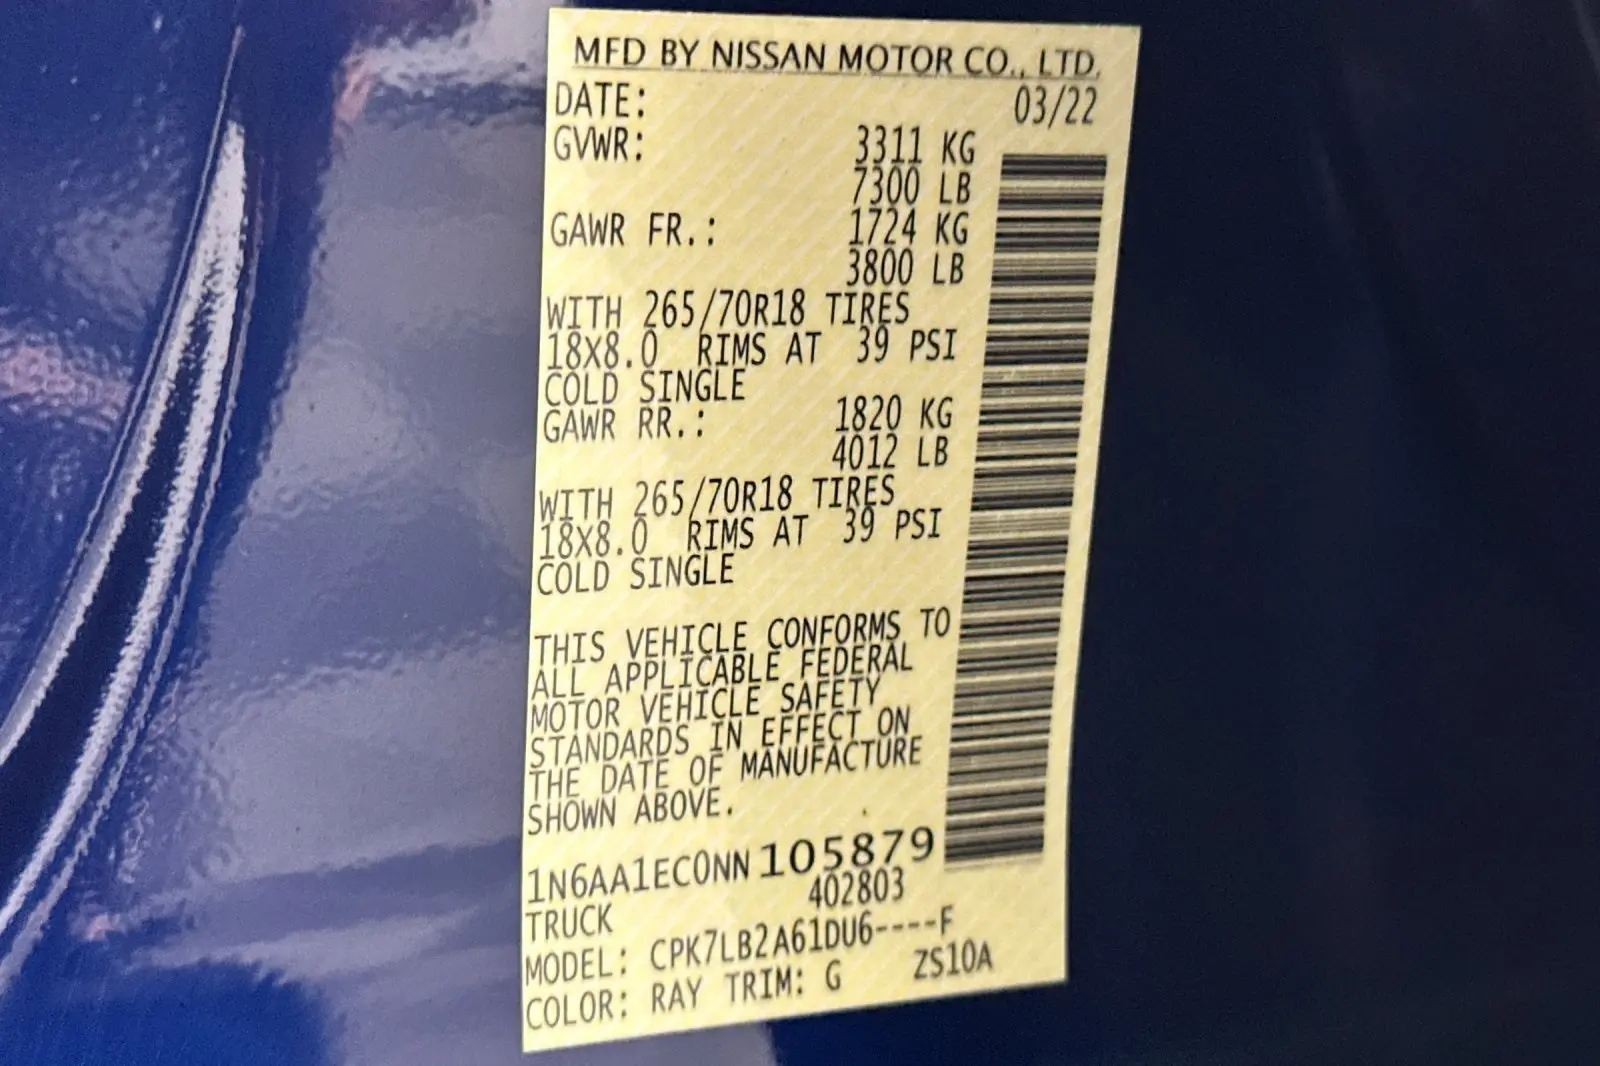 MFD BY NISSAN MOTOR CO., LTD.
DATE: 03/22
GVWR: 3311 KG
7300 LB
GAWR FR.: 1724 KG
3800 LB
WITH 265/70R18 TIRES
18X8.0 RIMS AT 39 PSI
COLD SINGLE
GAWR RR.: 1820 KG
4012 LB
WITH 265/70R18 TIRES
18X8.0 RIMS AT 39 PSI
COLD SINGLE
THIS VEHICLE CONFORMS TO
ALL APPLICABLE FEDERAL
MOTOR VEHICLE SAFETY
STANDARDS IN EFFECT ON
THE DATE OF MANUFACTURE
SHOWN ABOVE.
1N6AA1EC0NN105879
402803
TRUCK
MODEL: CPK7LB2A61DU6----F
COLOR: RAY TRIM: G ZS10A